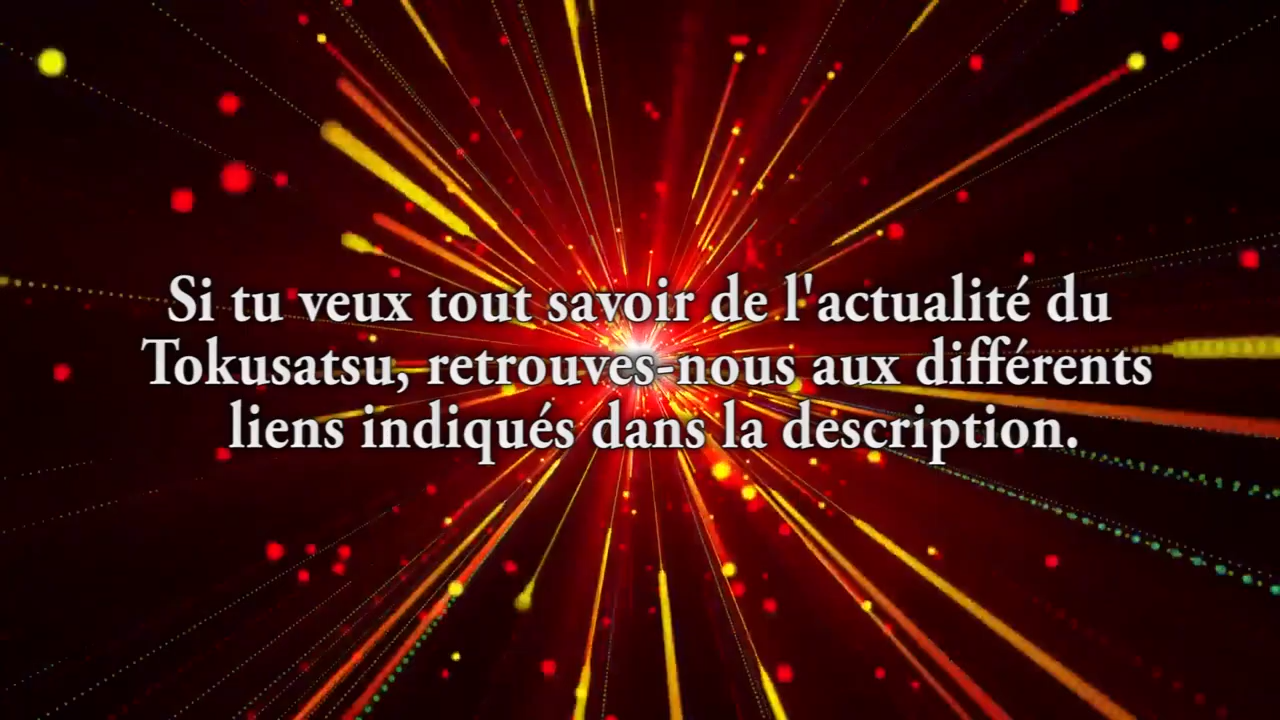 Si tu veux tout savoir de l'actualité du
Tokusatsu, retrouves-nous aux différents
liens indiqués dans la description.